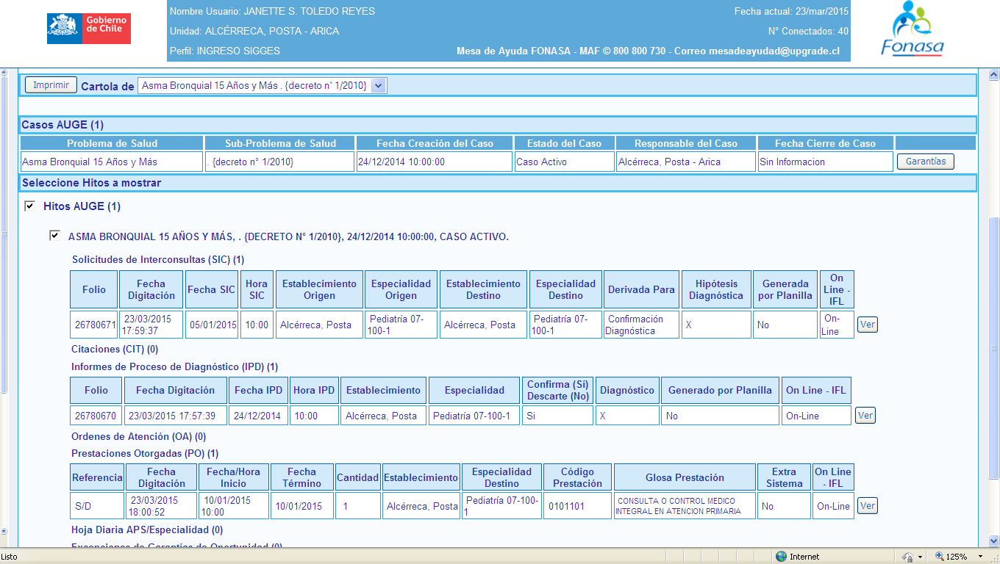 Gobierno
de Chile
Nombre Usuario: JANETTE S. TOLEDO REYES
Fecha actual: 23/mar/2015
Unidad: ALCÉRRECA, POSTA - ARICA
N° Conectados: 40
Perfil: INGRESO SIGGES
Mesa de Ayuda FONASA - MAF © 800 800 730 - Correo mesadeayudad@upgrade.cl
Fonasa
Imprimir Cartola de Asma Bronquial 15 Años y Más . {decreto n° 1/2010}
Casos AUGE (1)
Problema de Salud Sub-Problema de Salud Fecha Creación del Caso Estado del Caso Responsable del Caso Fecha Cierre de Caso
Asma Bronquial 15 Años y Más . {decreto n° 1/2010} 24/12/2014 10:00:00 Caso Activo Alcérreca, Posta - Arica Sin Informacion Garantías
Seleccione Hitos a mostrar
Hitos AUGE (1)
ASMA BRONQUIAL 15 AÑOS Y MÁS, . {DECRETO N° 1/2010}, 24/12/2014 10:00:00, CASO ACTIVO.
Solicitudes de Interconsultas (SIC) (1)
Folio Fecha Digitación Fecha SIC Hora SIC Establecimiento Origen Especialidad Origen Establecimiento Destino Especialidad Destino Derivada Para Hipótesis Diagnóstica Generada por Planilla On Line - IFL
26780671 23/03/2015 17:59:37 05/01/2015 10:00 Alcérreca, Posta Pediatría 07-100-1 Alcérreca, Posta Pediatría 07-100-1 Confirmación Diagnóstica X No On-Line Ver
Citaciones (CIT) (0)
Informes de Proceso de Diagnóstico (IPD) (1)
Folio Fecha Digitación Fecha IPD Hora IPD Establecimiento Especialidad Confirma (Sí) Descarte (No) Diagnóstico Generado por Planilla On Line - IFL
26780670 23/03/2015 17:57:39 24/12/2014 10:00 Alcérreca, Posta Pediatría 07-100-1 Si X No On-Line Ver
Ordenes de Atención (OA) (0)
Prestaciones Otorgadas (PO) (1)
Referencia Fecha Digitación Fecha/Hora Inicio Fecha Término Cantidad Establecimiento Especialidad Destino Código Prestación Glosa Prestación Extra Sistema On Line - IFL
S/D 23/03/2015 18:00:52 10/01/2015 10:00 10/01/2015 1 Alcérreca, Posta Pediatría 07-100-1 0101101 CONSULTA O CONTROL MEDICO INTEGRAL EN ATENCION PRIMARIA No On-Line Ver
Hoja Diaria APS/Especialidad (0)
Excepciones de Garantías de Oportunidad (0)
Listo
Internet
125%